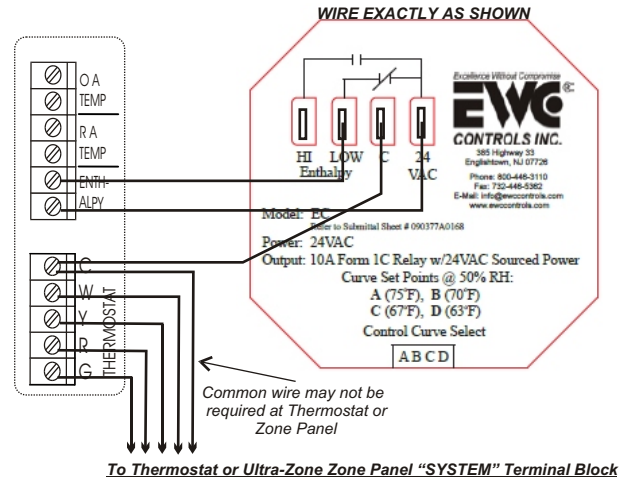 WIRE EXACTLY AS SHOWN
O A
TEMP
R A
TEMP
ENTH-
ALPY
C
W
Y
R
G
THERMOSTAT
HI LOW C 24
Enthalpy VAC
Excellence Without Compromise
EWC ®
CONTROLS INC.
385 Highway 33
Englishtown, NJ 07726
Phone: 800-446-3110
Fax: 732-446-5362
E-Mail: info@ewccontrols.com
www.ewccontrols.com
Model: EC
Refer to Submittal Sheet # 090377A0168
Power: 24VAC
Output: 10A Form 1C Relay w/24VAC Sourced Power
Curve Set Points @ 50% RH:
A (75°F), B (70°F)
C (67°F), D (63°F)
Control Curve Select
A B C D
Common wire may not be
required at Thermostat or
Zone Panel
To Thermostat or Ultra-Zone Zone Panel “SYSTEM” Terminal Block